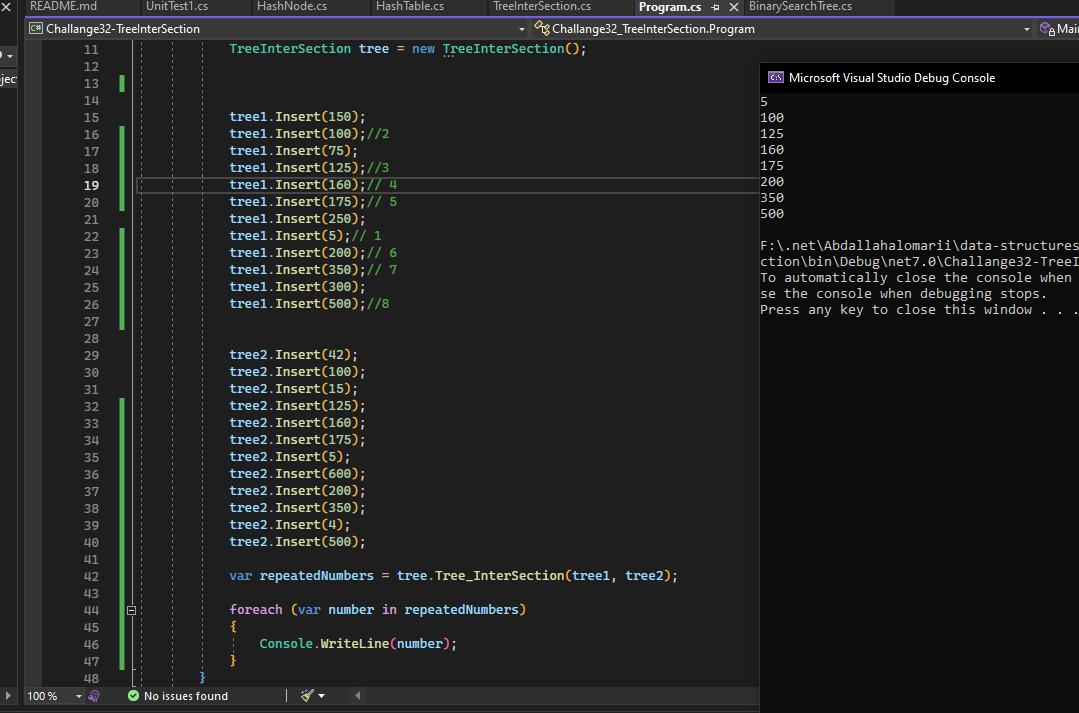 README.md UnitTest1.cs HashNode.cs HashTable.cs TreeInterSection.cs Program.cs BinarySearchTree.cs
Challange32-TreeInterSection Challange32_TreeInterSection.Program Main
11 TreeInterSection tree = new TreeInterSection();
12
13
14
15 tree1.Insert(150);
16 tree1.Insert(100);//2
17 tree1.Insert(75);
18 tree1.Insert(125);//3
19 tree1.Insert(160);// 4
20 tree1.Insert(175);// 5
21 tree1.Insert(250);
22 tree1.Insert(5);// 1
23 tree1.Insert(200);// 6
24 tree1.Insert(350);// 7
25 tree1.Insert(300);
26 tree1.Insert(500);//8
27
28
29 tree2.Insert(42);
30 tree2.Insert(100);
31 tree2.Insert(15);
32 tree2.Insert(125);
33 tree2.Insert(160);
34 tree2.Insert(175);
35 tree2.Insert(5);
36 tree2.Insert(600);
37 tree2.Insert(200);
38 tree2.Insert(350);
39 tree2.Insert(4);
40 tree2.Insert(500);
41
42 var repeatedNumbers = tree.Tree_InterSection(tree1, tree2);
43
44 foreach (var number in repeatedNumbers)
45 {
46 Console.WriteLine(number);
47 }
48 }
100 % No issues found
Microsoft Visual Studio Debug Console
5
100
125
160
175
200
350
500
F:\.net\Abdallahalomarii\data-structures
ction\bin\Debug\net7.0\Challange32-TreeI
To automatically close the console when
se the console when debugging stops.
Press any key to close this window . . .